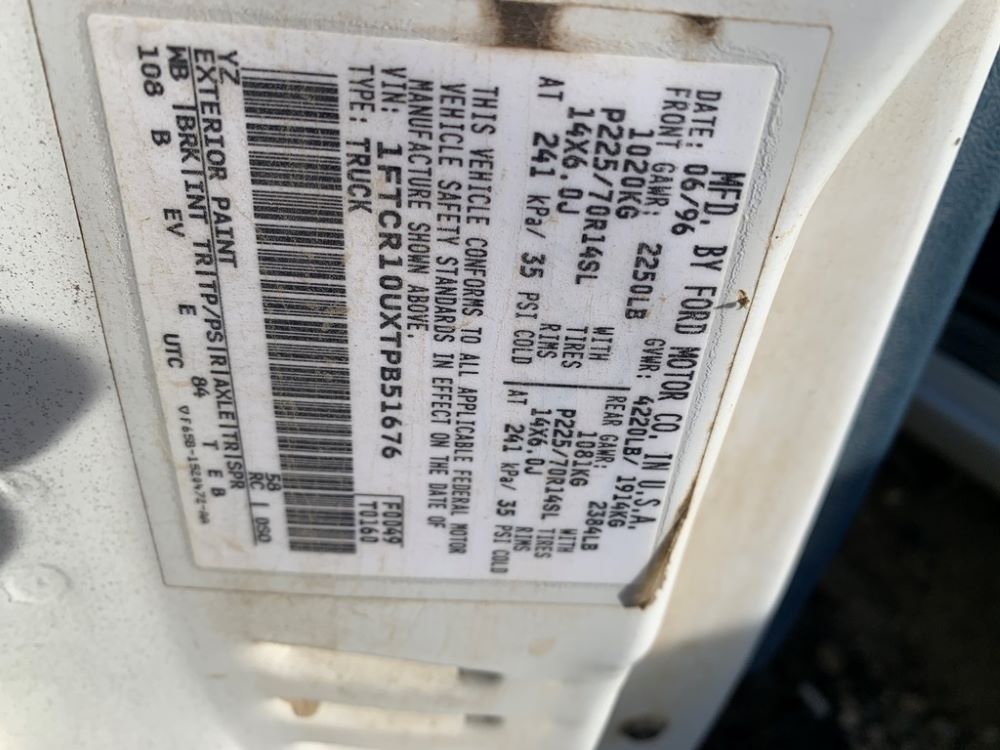 MFD. BY FORD MOTOR CO. IN U.S.A.
DATE: 06/96 GVWR: 4220LB/ 1914KG
FRONT GAWR: 2250LB REAR GAWR: 2384LB
1020KG WITH 1081KG WITH
P225/70R14SL TIRES P225/70R14SL TIRES
14X6.0J RIMS 14X6.0J RIMS
AT 241 kPa/ 35 PSI COLD AT 241 kPa/ 35 PSI COLD
THIS VEHICLE CONFORMS TO ALL APPLICABLE FEDERAL MOTOR
VEHICLE SAFETY STANDARDS IN EFFECT ON THE DATE OF
MANUFACTURE SHOWN ABOVE.
VIN: 1FTCR10UXTPB51676 F0049
TYPE: TRUCK T0160
YZ 58 RC DSO
EXTERIOR PAINT
WB |BRK|INT TR|TP/PS|R|AXLE|TR|SPR
108 B EV E UTC 84 T E B